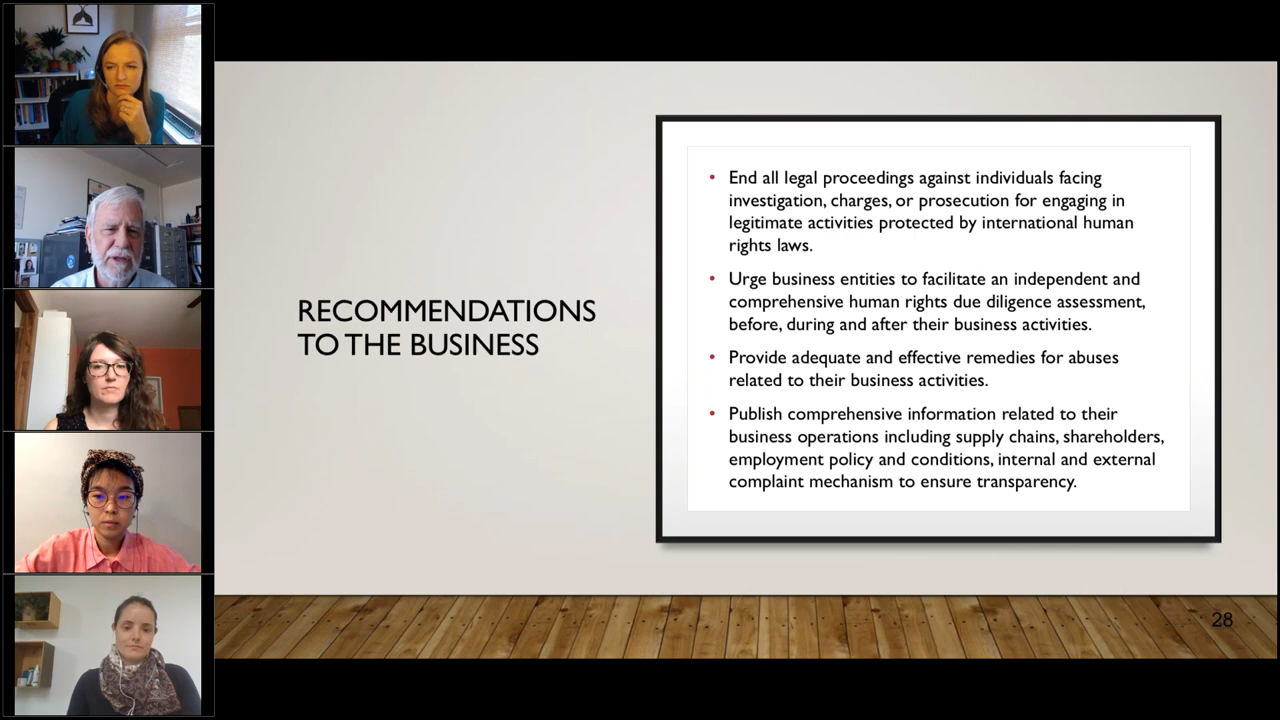 RECOMMENDATIONS
TO THE BUSINESS
• End all legal proceedings against individuals facing
investigation, charges, or prosecution for engaging in
legitimate activities protected by international human
rights laws.
• Urge business entities to facilitate an independent and
comprehensive human rights due diligence assessment,
before, during and after their business activities.
• Provide adequate and effective remedies for abuses
related to their business activities.
• Publish comprehensive information related to their
business operations including supply chains, shareholders,
employment policy and conditions, internal and external
complaint mechanism to ensure transparency.
28